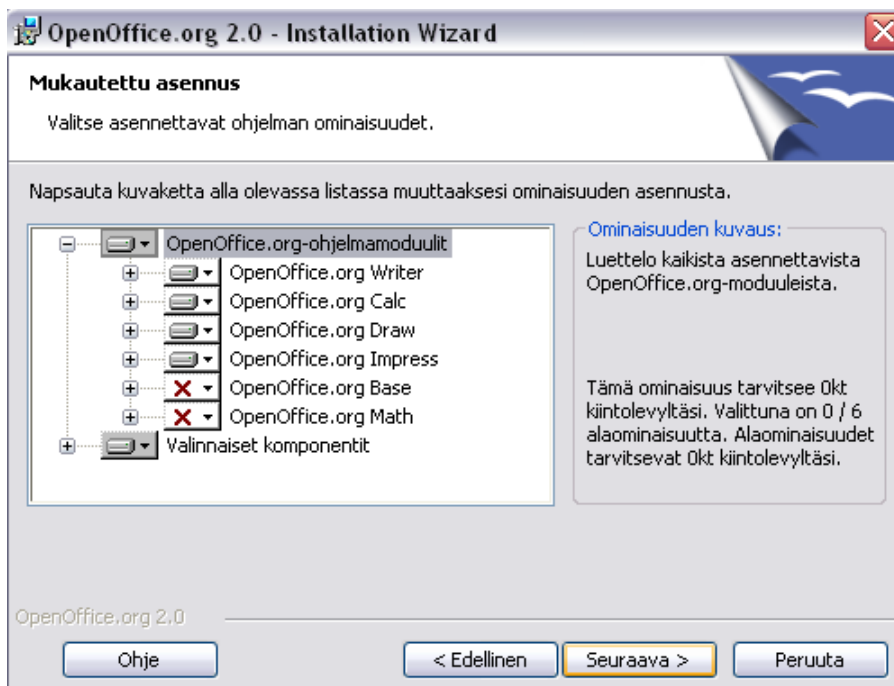 OpenOffice.org 2.0 - Installation Wizard
Mukautettu asennus
Valitse asennettavat ohjelman ominaisuudet.
Napsauta kuvaketta alla olevassa listassa muuttaaksesi ominaisuuden asennusta.
OpenOffice.org-ohjelmamoduulit
OpenOffice.org Writer
OpenOffice.org Calc
OpenOffice.org Draw
OpenOffice.org Impress
OpenOffice.org Base
OpenOffice.org Math
Valinnaiset komponentit
Ominaisuuden kuvaus:
Luettelo kaikista asennettavista
OpenOffice.org-moduuleista.
Tämä ominaisuus tarvitsee 0kt
kiintolevyltäsi. Valittuna on 0 / 6
alaominaisuutta. Alaominaisuudet
tarvitsevat 0kt kiintolevyltäsi.
OpenOffice.org 2.0
Ohje
< Edellinen
Seuraava >
Peruuta